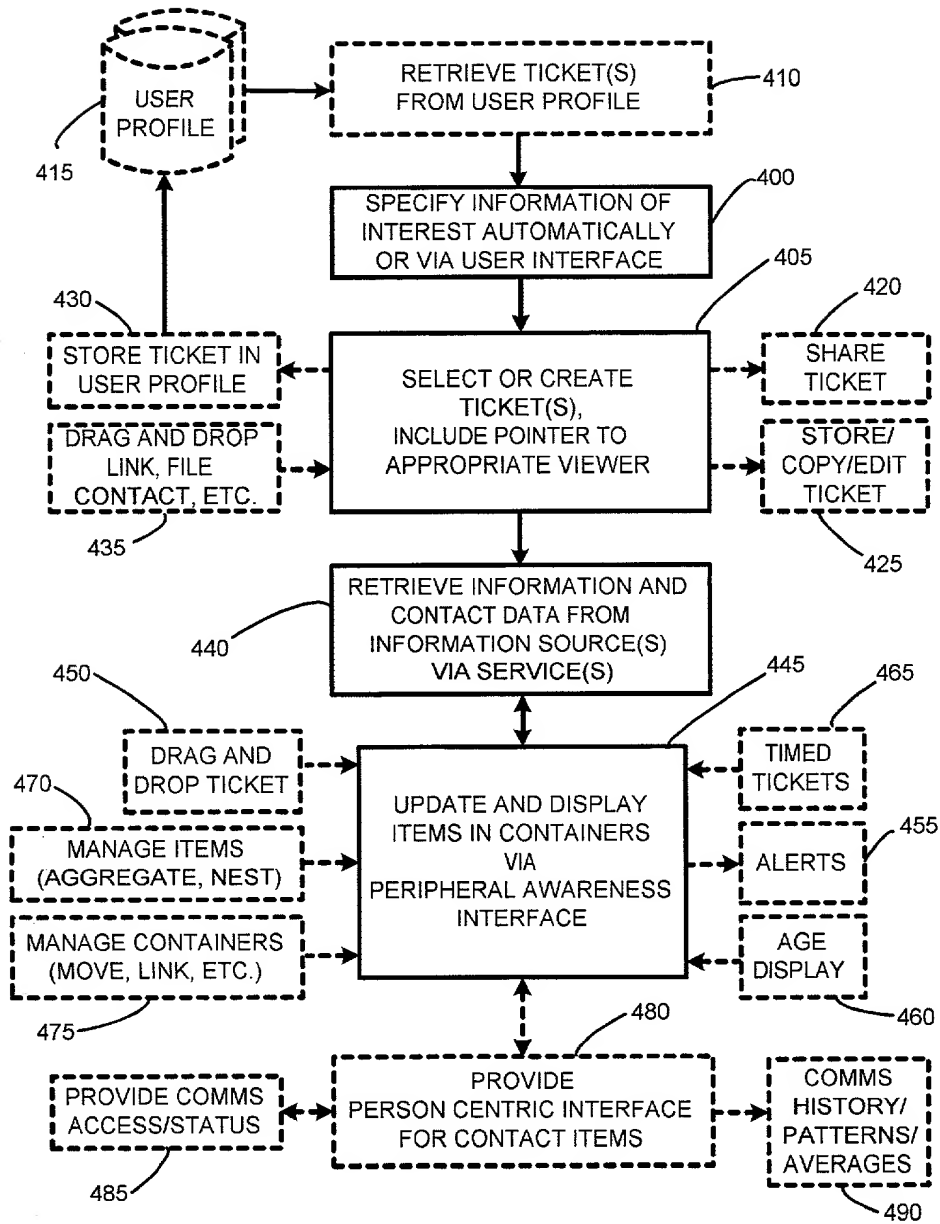 USER
PROFILE
415
RETRIEVE TICKET(S)
FROM USER PROFILE
410
400
SPECIFY INFORMATION OF
INTEREST AUTOMATICALLY
OR VIA USER INTERFACE
405
430
STORE TICKET IN
USER PROFILE
DRAG AND DROP
LINK, FILE
CONTACT, ETC.
435
SELECT OR CREATE
TICKET(S),
INCLUDE POINTER TO
APPROPRIATE VIEWER
420
SHARE
TICKET
STORE/
COPY/EDIT
TICKET
425
440
RETRIEVE INFORMATION AND
CONTACT DATA FROM
INFORMATION SOURCE(S)
VIA SERVICE(S)
445
450
DRAG AND
DROP TICKET
470
MANAGE ITEMS
(AGGREGATE, NEST)
MANAGE CONTAINERS
(MOVE, LINK, ETC.)
475
UPDATE AND DISPLAY
ITEMS IN CONTAINERS
VIA
PERIPHERAL AWARENESS
INTERFACE
465
TIMED
TICKETS
455
ALERTS
AGE
DISPLAY
460
480
PROVIDE COMMS
ACCESS/STATUS
485
PROVIDE
PERSON CENTRIC INTERFACE
FOR CONTACT ITEMS
COMMS
HISTORY/
PATTERNS/
AVERAGES
490